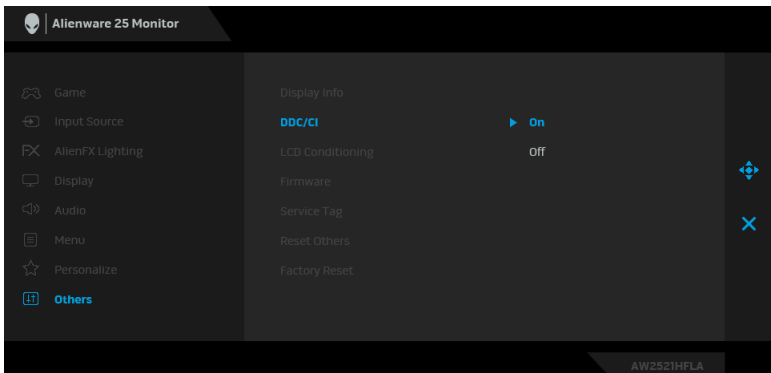 Alienware 25 Monitor
Game
Input Source
AlienFX Lighting
Display
Audio
Menu
Personalize
Others
Display Info
DDC/CI
On
LCD Conditioning
Off
Firmware
Service Tag
Reset Others
Factory Reset
AW2521HFLA